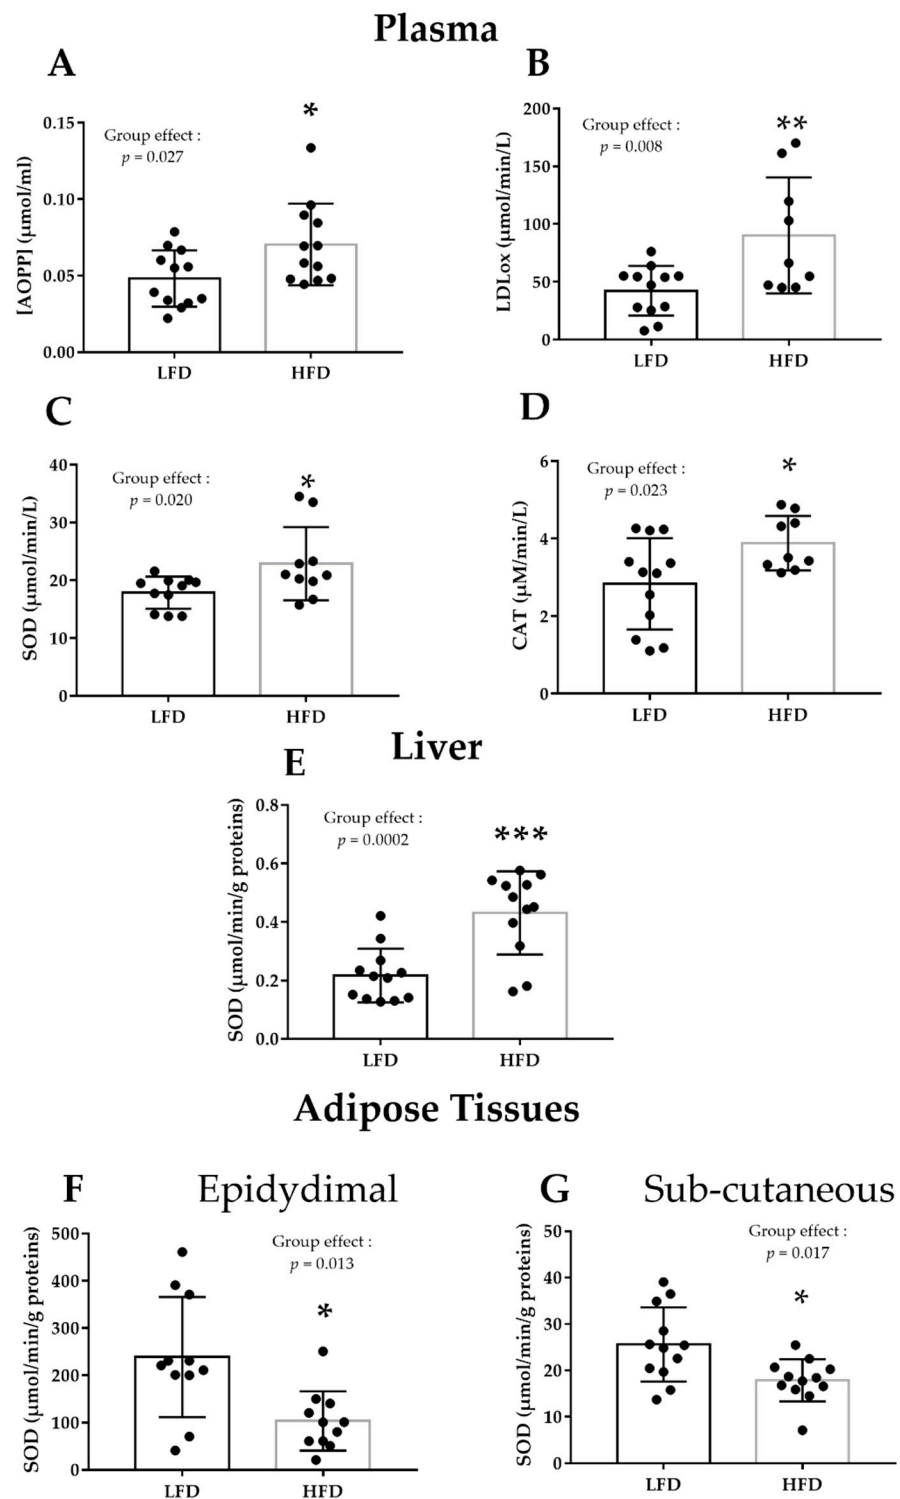 Plasma
A
[AOPP] (μmol/ml)
0.15
0.10
0.05
0.00
Group effect :
p = 0.027
*
LFD
HFD
B
LDLox (μmol/min/L)
200
150
100
50
0
Group effect :
p = 0.008
**
LFD
HFD
C
SOD (μmol/min/L)
40
30
20
10
0
Group effect :
p = 0.020
*
LFD
HFD
D
CAT (μM/min/L)
6
4
2
0
Group effect :
p = 0.023
*
LFD
HFD
Liver
E
SOD (μmol/min/g proteins)
0.8
0.6
0.4
0.2
0.0
Group effect :
p = 0.0002
***
LFD
HFD
Adipose Tissues
F
Epidydimal
SOD (μmol/min/g proteins)
500
400
300
200
100
0
Group effect :
p = 0.013
*
LFD
HFD
G
Sub-cutaneous
SOD (μmol/min/g proteins)
50
40
30
20
10
0
Group effect :
p = 0.017
*
LFD
HFD